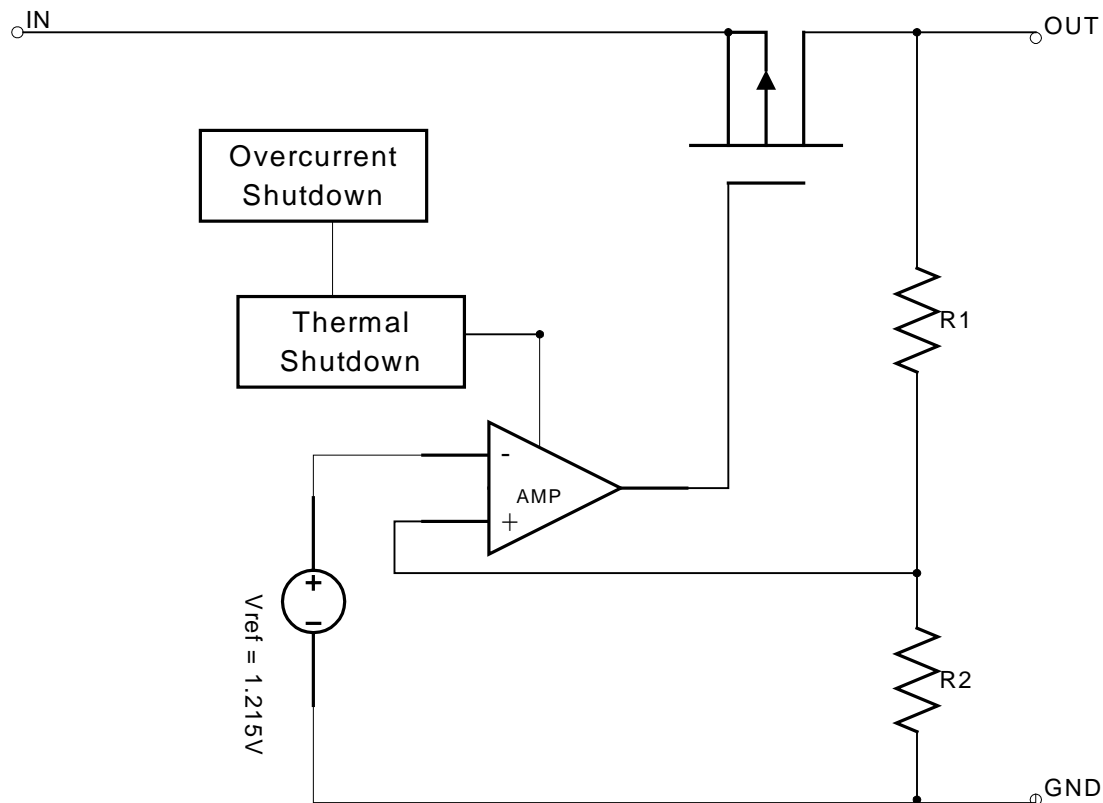 IN
OUT
Overcurrent
Shutdown
Thermal
Shutdown
R1
-
AMP
+
+
-
Vref = 1.215V
R2
GND